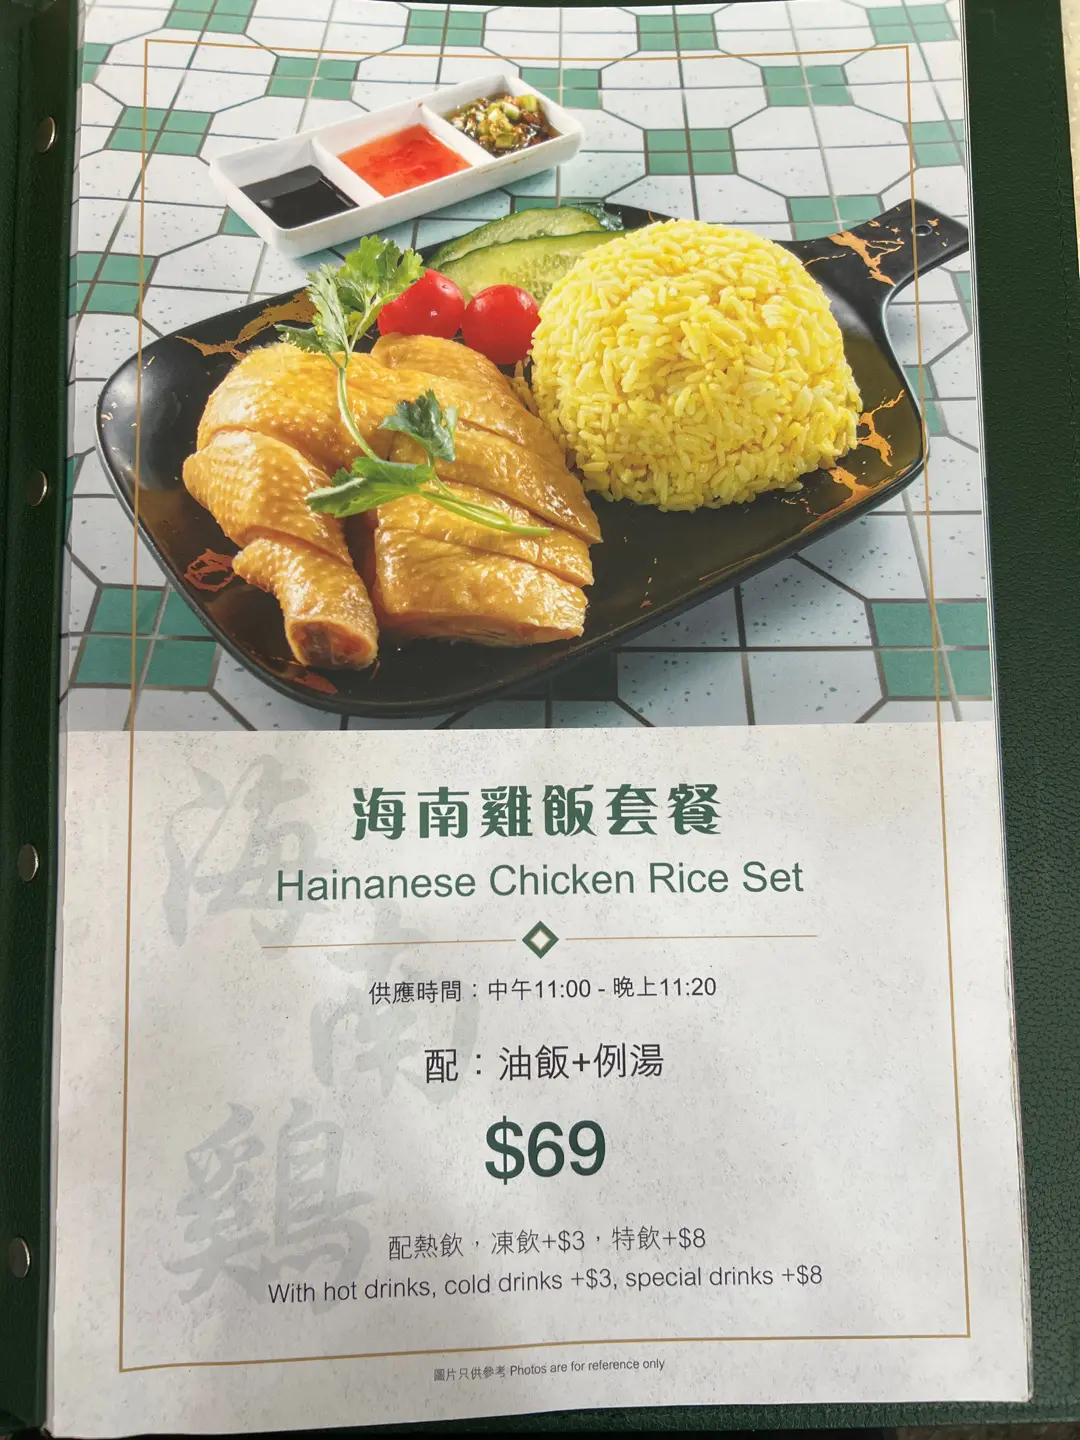 海南雞飯套餐
Hainanese Chicken Rice Set
供應時間：中午11:00 - 晚上11:20
配：油飯+例湯
$69
配熱飲，凍飲+$3，特飲+$8
With hot drinks, cold drinks +$3, special drinks +$8
圖片只供參考 Photos are for reference only
海
南
鷄